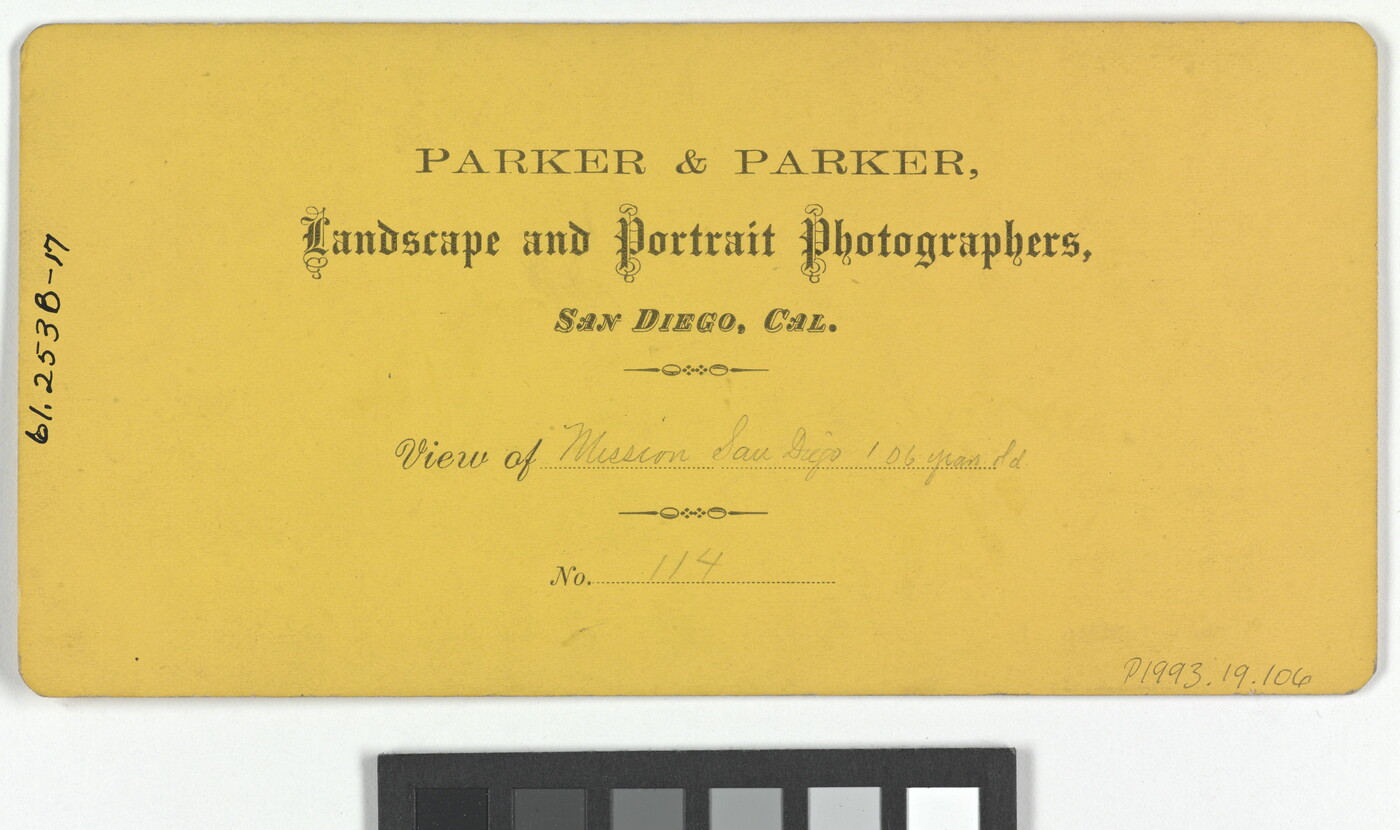 PARKER & PARKER,
Landscape and Portrait Photographers,
SAN DIEGO, CAL.
View of Mission San Diego 106 years old
No. 114
61.253B-17
P1993.19.106